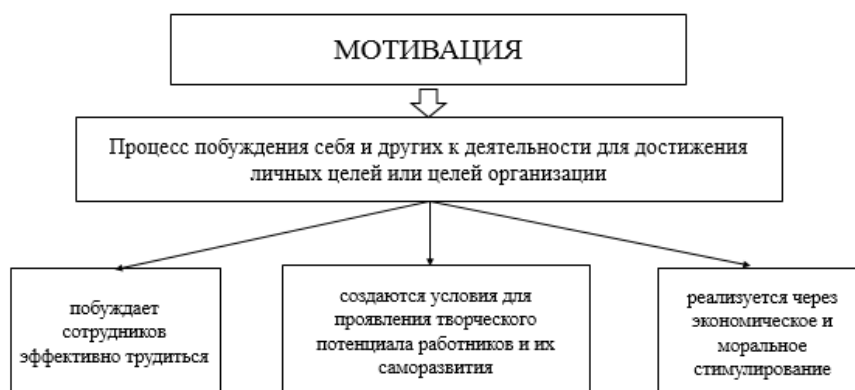 МОТИВАЦИЯ
Процесс побуждения себя и других к деятельности для достижения
личных целей или целей организации
побуждает
сотрудников
эффективно трудиться
создаются условия для
проявления творческого
потенциала работников и их
саморазвития
реализуется через
экономическое и
моральное
стимулирование